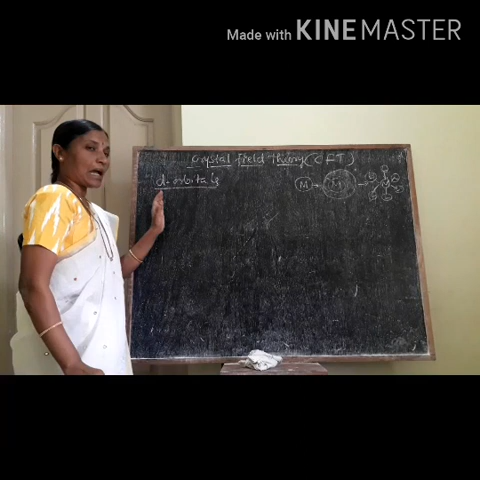 Made with KINEMASTER
Crystal field Theory (CFT)
d-orbitals
M M M